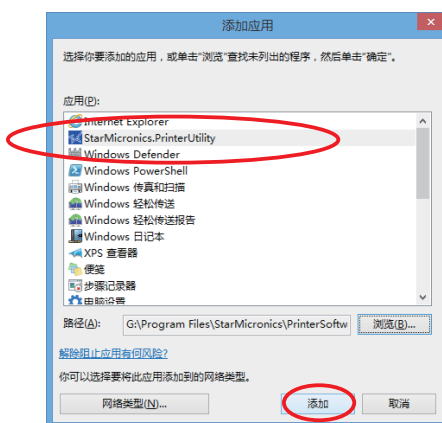 添加应用
选择你要添加的应用，或单击"浏览"查找未列出的程序，然后单击"确定"。
应用(P):
Internet Explorer
StarMicronics.PrinterUtility
Windows Defender
Windows PowerShell
Windows 传真和扫描
Windows 轻松传送
Windows 轻松传送报告
Windows 日记本
XPS 查看器
便笺
步骤记录器
电脑设置
路径(A):
G:\Program Files\StarMicronics\PrinterSoftw
浏览(B)...
解除阻止应用有何风险?
你可以选择要将此应用添加到的网络类型。
网络类型(N)...
添加
取消